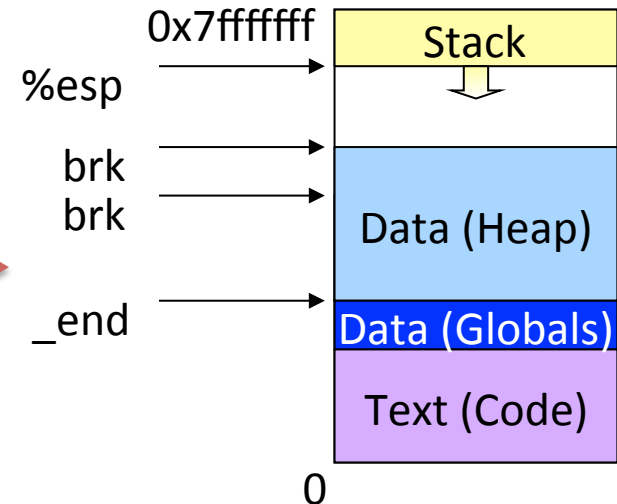 0x7fffffff
Stack
%esp
brk
brk
Data (Heap)
_end
Data (Globals)
Text (Code)
0